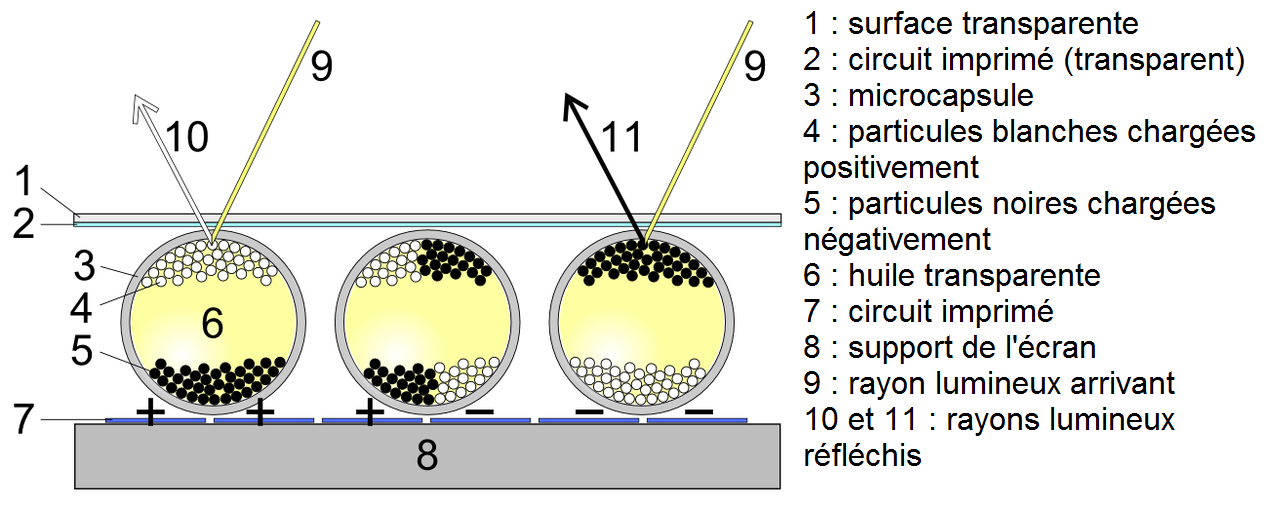 9
9
10
11
1
2
3
4
5
6
7
8
+
+
+
−
−
−
1 : surface transparente
2 : circuit imprimé (transparent)
3 : microcapsule
4 : particules blanches chargées
positivement
5 : particules noires chargées
négativement
6 : huile transparente
7 : circuit imprimé
8 : support de l'écran
9 : rayon lumineux arrivant
10 et 11 : rayons lumineux
réfléchis